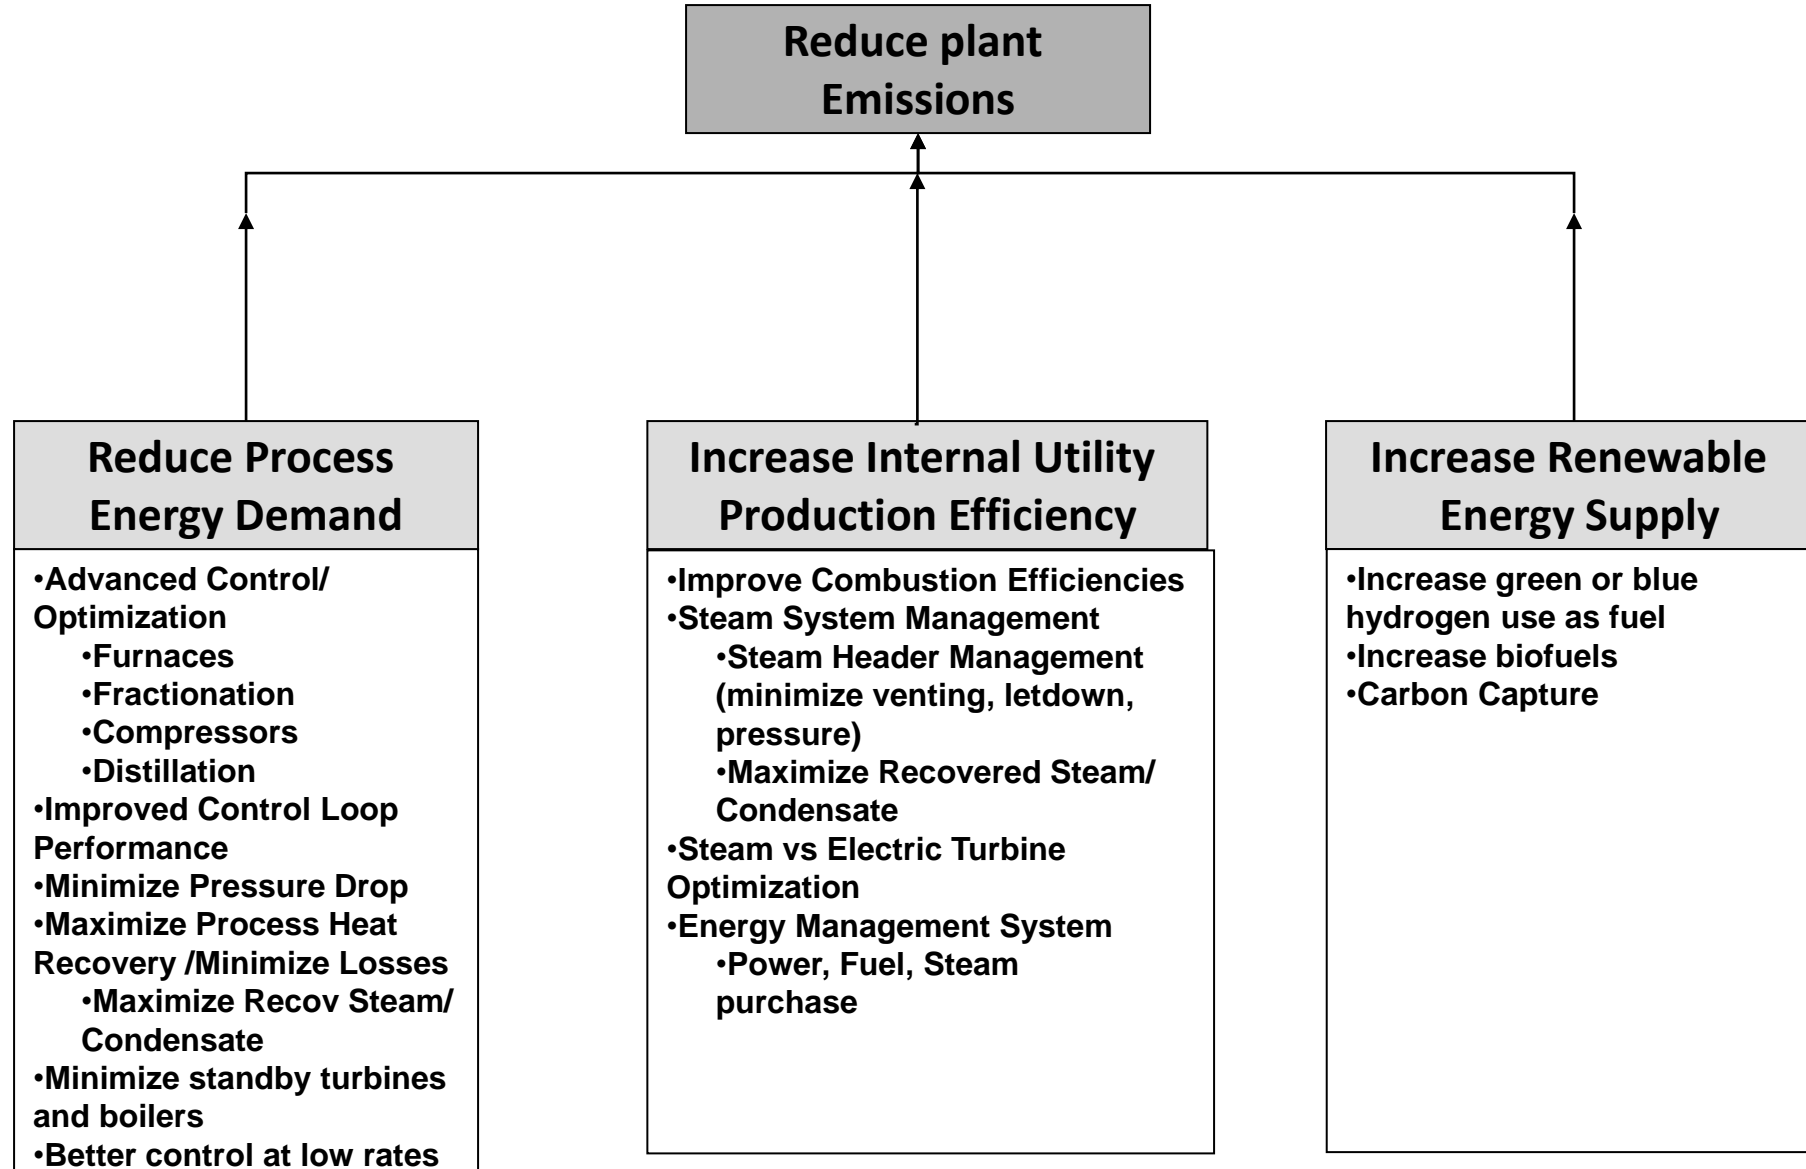 Reduce plant
Emissions
Reduce Process
Energy Demand
•Advanced Control/
Optimization
•Furnaces
•Fractionation
•Compressors
•Distillation
•Improved Control Loop
Performance
•Minimize Pressure Drop
•Maximize Process Heat
Recovery /Minimize Losses
•Maximize Recov Steam/
Condensate
•Minimize standby turbines
and boilers
•Better control at low rates
Increase Internal Utility
Production Efficiency
•Improve Combustion Efficiencies
•Steam System Management
•Steam Header Management
(minimize venting, letdown,
pressure)
•Maximize Recovered Steam/
Condensate
•Steam vs Electric Turbine
Optimization
•Energy Management System
•Power, Fuel, Steam
purchase
Increase Renewable
Energy Supply
•Increase green or blue
hydrogen use as fuel
•Increase biofuels
•Carbon Capture